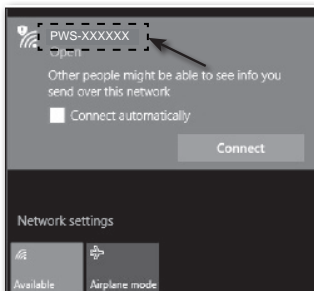 PWS-XXXXXX
Open
Other people might be able to see info you
send over this network
Connect automatically
Connect
Network settings
Available
Airplane mode